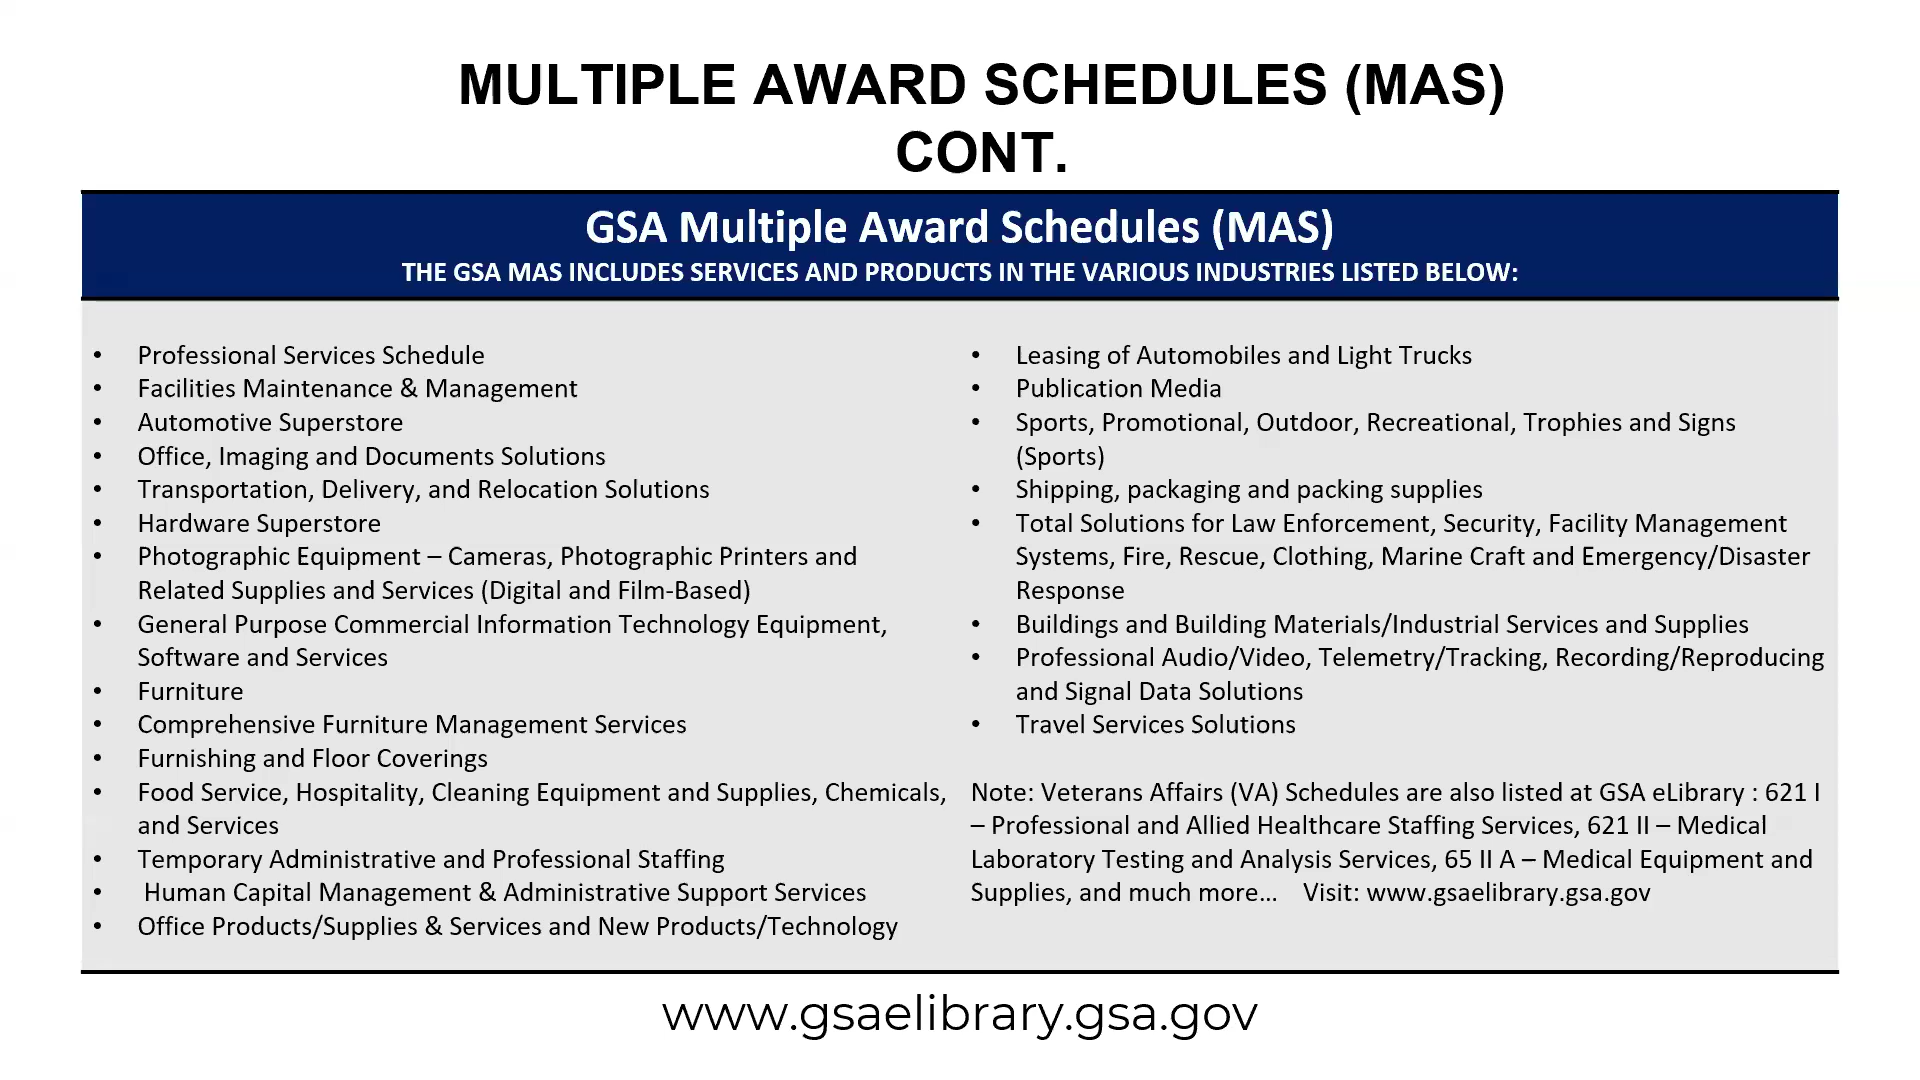 MULTIPLE AWARD SCHEDULES (MAS)
CONT.
GSA Multiple Award Schedules (MAS)
THE GSA MAS INCLUDES SERVICES AND PRODUCTS IN THE VARIOUS INDUSTRIES LISTED BELOW:
• Professional Services Schedule
• Facilities Maintenance & Management
• Automotive Superstore
• Office, Imaging and Documents Solutions
• Transportation, Delivery, and Relocation Solutions
• Hardware Superstore
• Photographic Equipment – Cameras, Photographic Printers and
Related Supplies and Services (Digital and Film-Based)
• General Purpose Commercial Information Technology Equipment,
Software and Services
• Furniture
• Comprehensive Furniture Management Services
• Furnishing and Floor Coverings
• Food Service, Hospitality, Cleaning Equipment and Supplies, Chemicals,
and Services
• Temporary Administrative and Professional Staffing
• Human Capital Management & Administrative Support Services
• Office Products/Supplies & Services and New Products/Technology
• Leasing of Automobiles and Light Trucks
• Publication Media
• Sports, Promotional, Outdoor, Recreational, Trophies and Signs
(Sports)
• Shipping, packaging and packing supplies
• Total Solutions for Law Enforcement, Security, Facility Management
Systems, Fire, Rescue, Clothing, Marine Craft and Emergency/Disaster
Response
• Buildings and Building Materials/Industrial Services and Supplies
• Professional Audio/Video, Telemetry/Tracking, Recording/Reproducing
and Signal Data Solutions
• Travel Services Solutions
Note: Veterans Affairs (VA) Schedules are also listed at GSA eLibrary : 621 I
– Professional and Allied Healthcare Staffing Services, 621 II – Medical
Laboratory Testing and Analysis Services, 65 II A – Medical Equipment and
Supplies, and much more… Visit: www.gsaelibrary.gsa.gov
www.gsaelibrary.gsa.gov